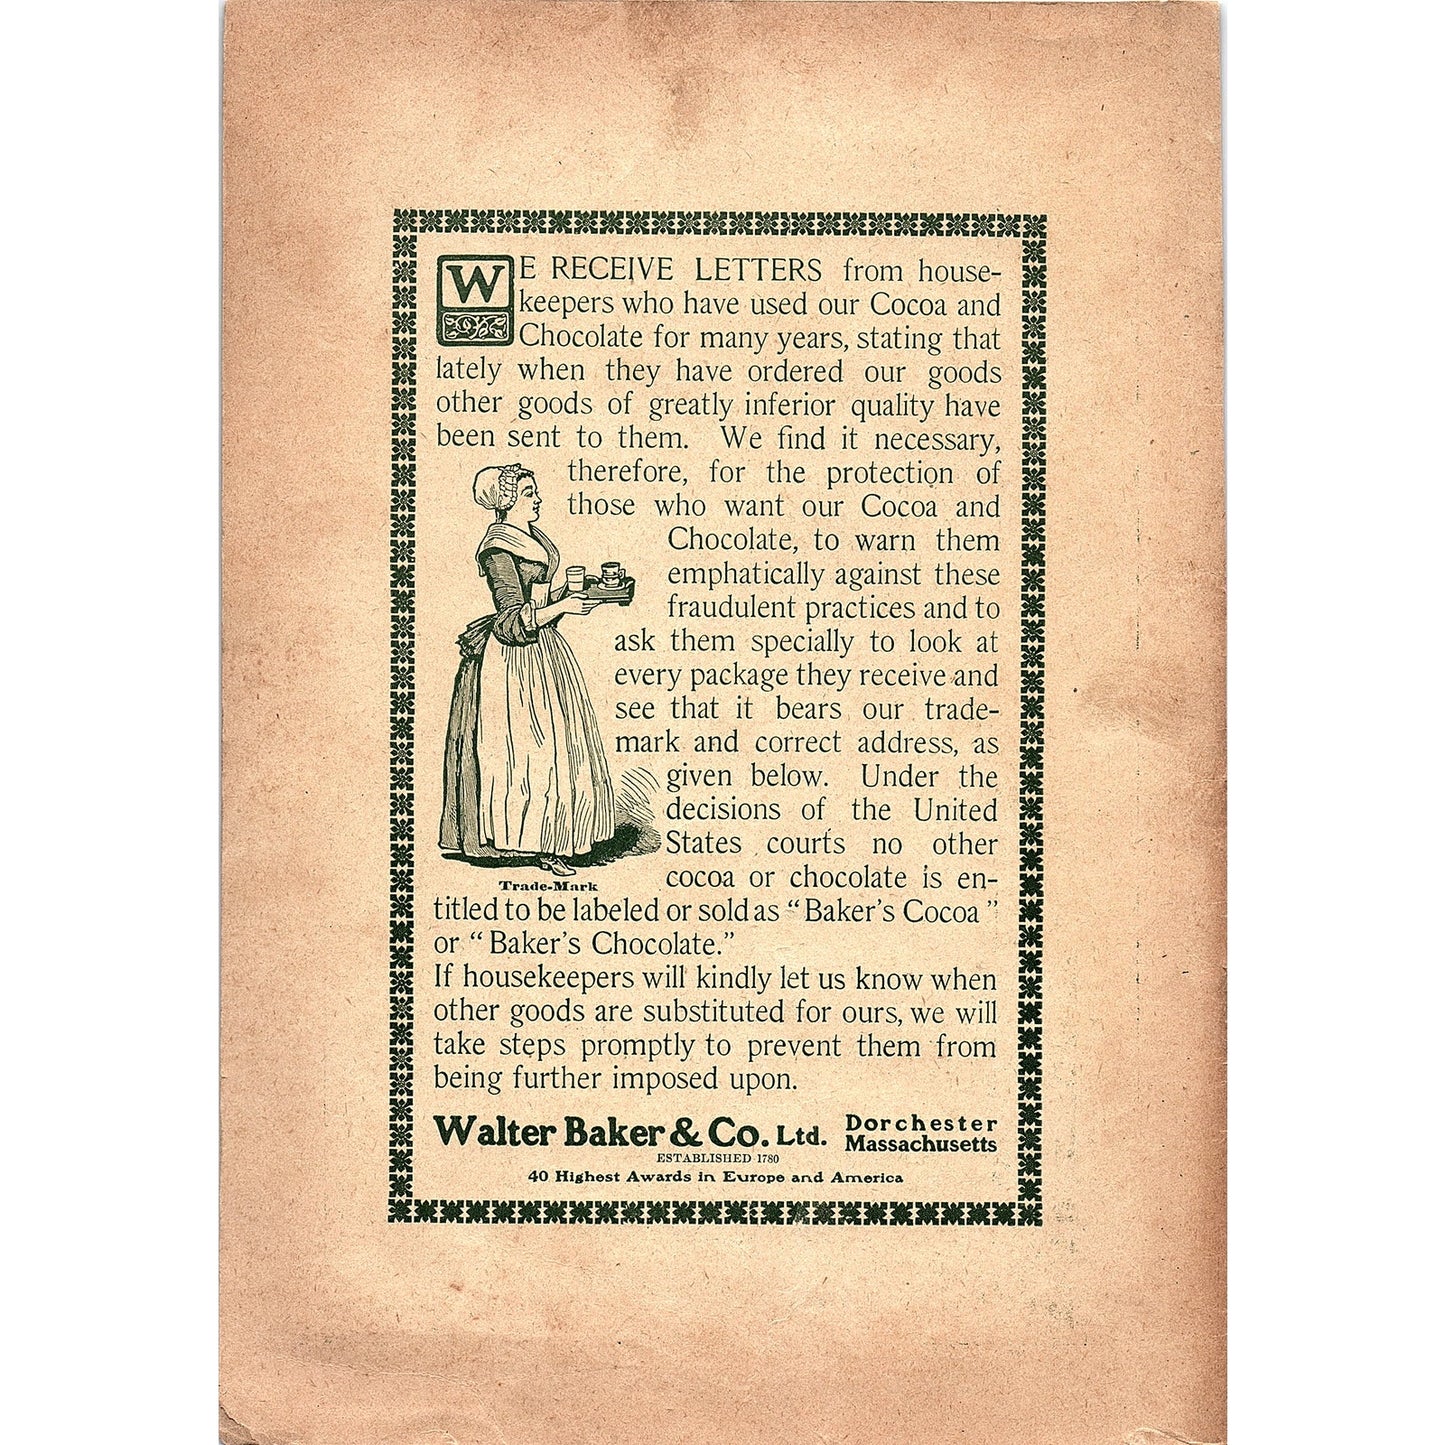 WE RECEIVE LETTERS from house-
keepers who have used our Cocoa and
Chocolate for many years, stating that
lately when they have ordered our goods
other goods of greatly inferior quality have
been sent to them. We find it necessary,
therefore, for the protection of
those who want our Cocoa and
Chocolate, to warn them
emphatically against these
fraudulent practices and to
ask them specially to look at
every package they receive and
see that it bears our trade-
mark and correct address, as
given below. Under the
decisions of the United
States courts no other
cocoa or chocolate is en-
Trade-Mark
titled to be labeled or sold as "Baker's Cocoa"
or "Baker's Chocolate."
If housekeepers will kindly let us know when
other goods are substituted for ours, we will
take steps promptly to prevent them from
being further imposed upon.
Walter Baker & Co. Ltd.
Dorchester
Massachusetts
ESTABLISHED 1780
40 Highest Awards in Europe and America